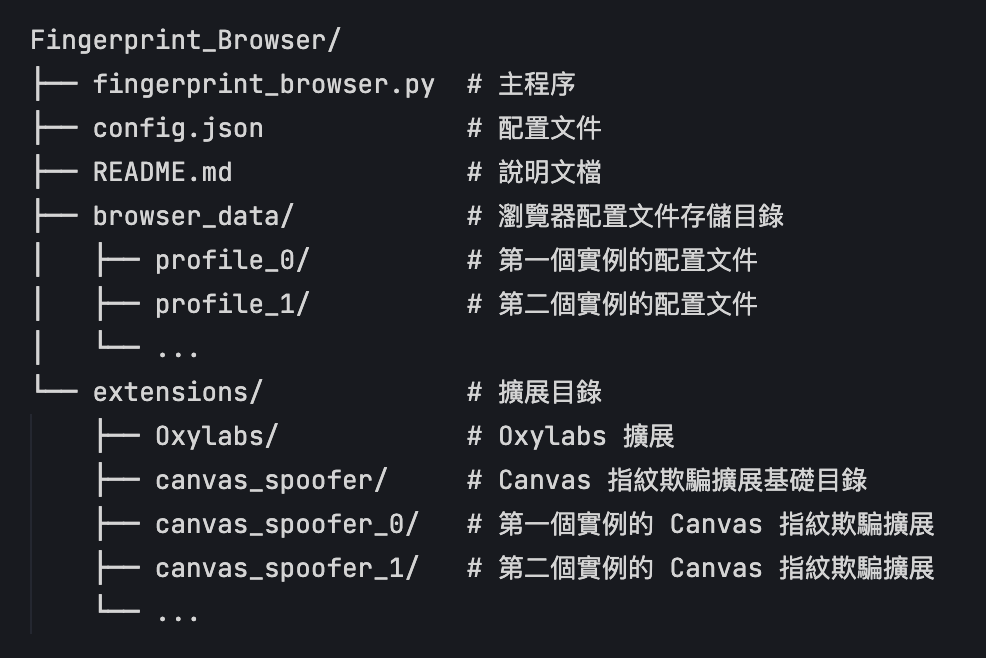 Fingerprint_Browser/
├── fingerprint_browser.py  # 主程序
├── config.json             # 配置文件
├── README.md               # 說明文檔
├── browser_data/           # 瀏覽器配置文件存儲目錄
│   ├── profile_0/          # 第一個實例的配置文件
│   ├── profile_1/          # 第二個實例的配置文件
│   └── ...
└── extensions/             # 擴展目錄
    ├── Oxylabs/            # Oxylabs 擴展
    ├── canvas_spoofer/     # Canvas 指紋欺騙擴展基礎目錄
    ├── canvas_spoofer_0/   # 第一個實例的 Canvas 指紋欺騙擴展
    ├── canvas_spoofer_1/   # 第二個實例的 Canvas 指紋欺騙擴展
    └── ...